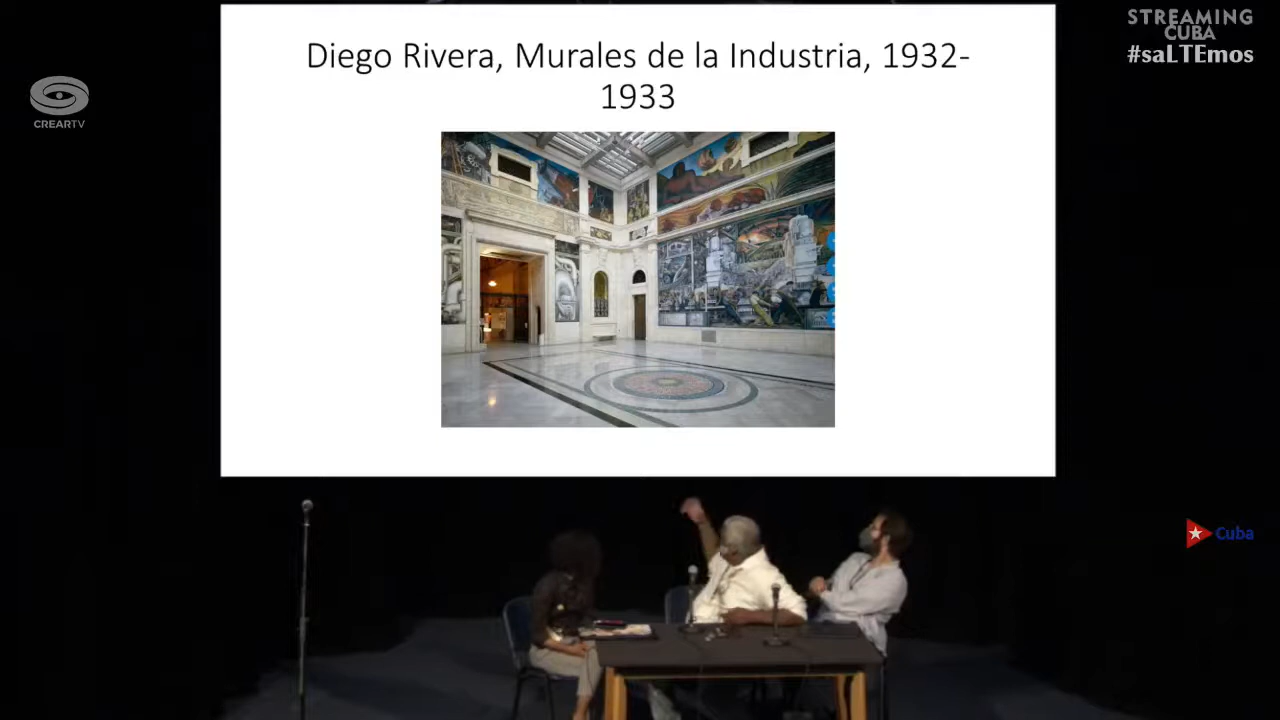 Diego Rivera, Murales de la Industria, 1932-
1933
STREAMING
CUBA
#saLTEmos
CREARTV
Cuba